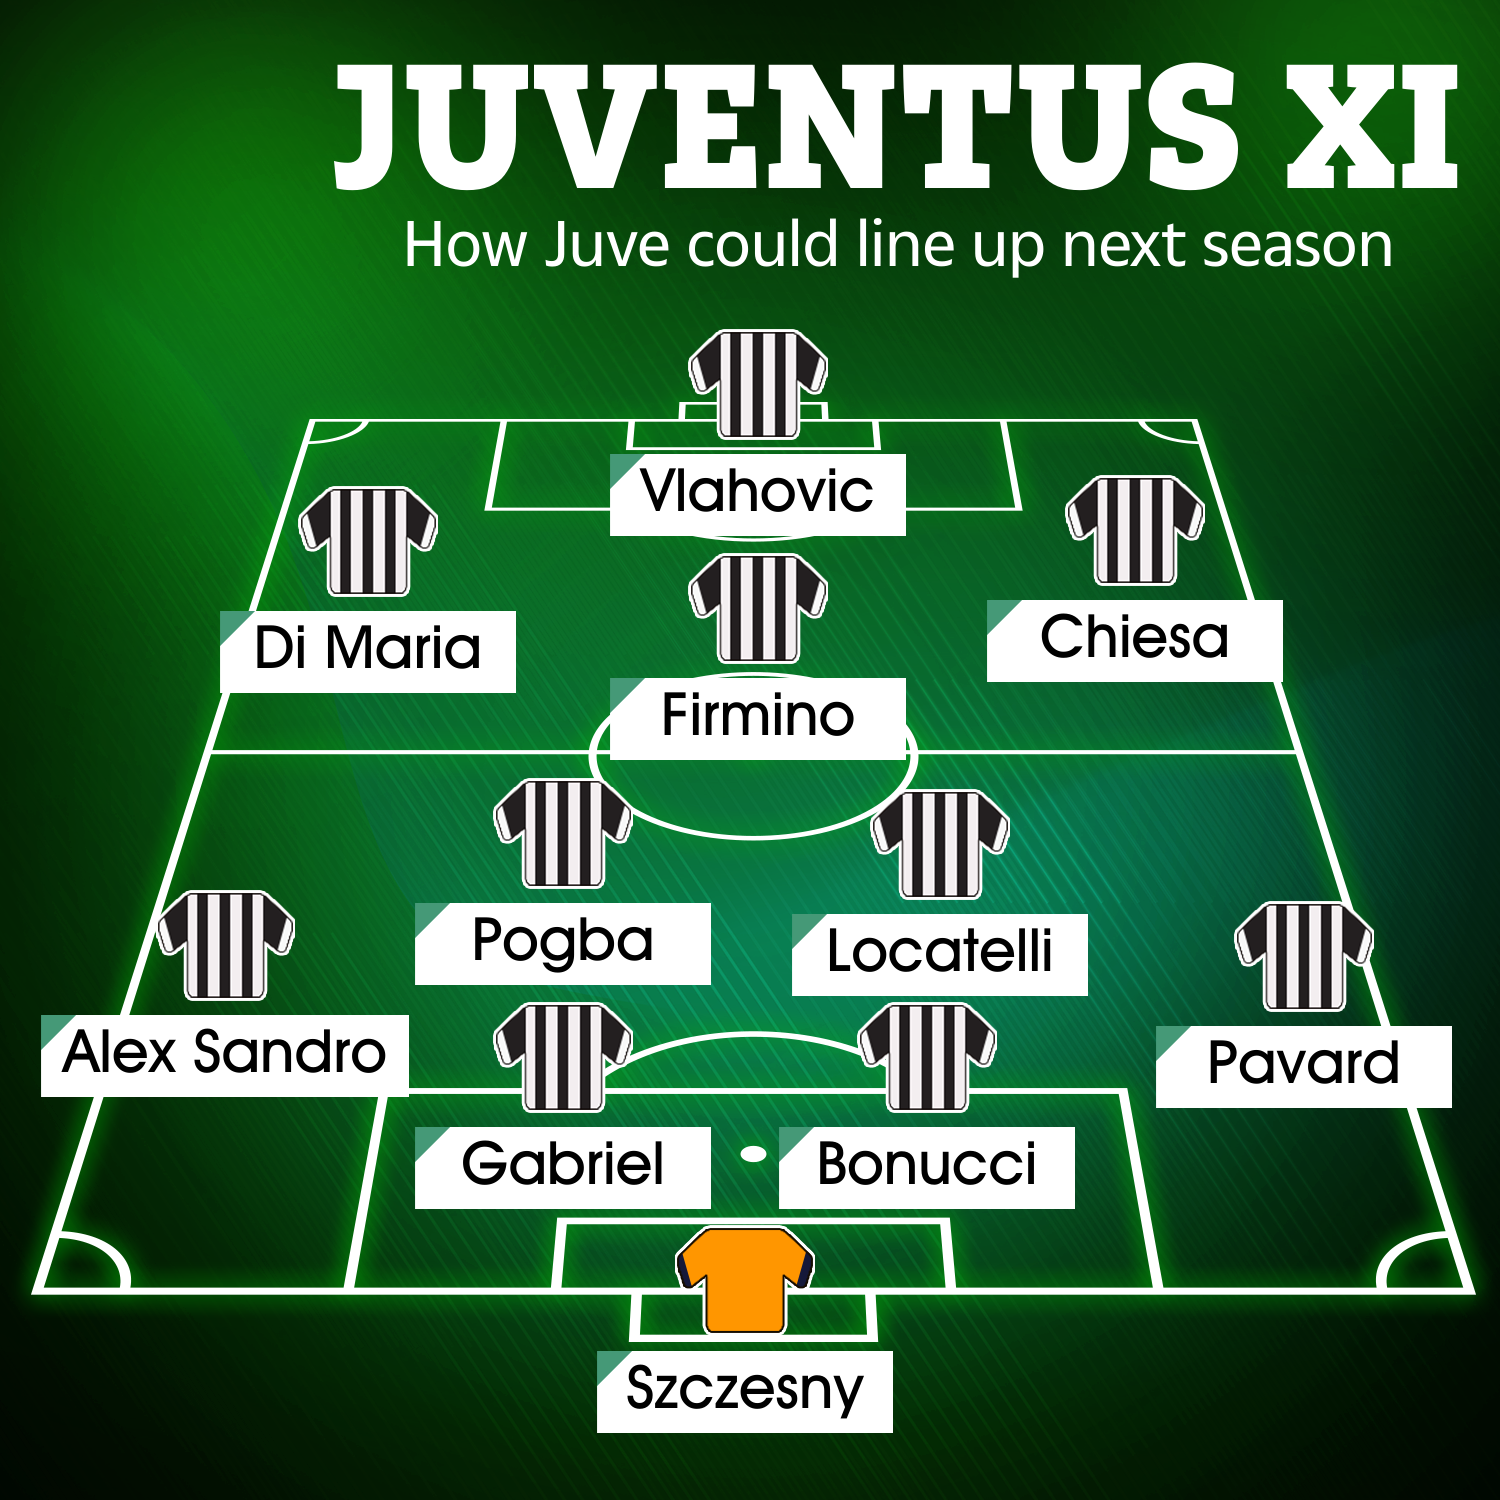 JUVENTUS XI
How Juve could line up next season
Vlahovic
Di Maria
Chiesa
Firmino
Pogba
Locatelli
Alex Sandro
Pavard
Gabriel
Bonucci
Szczesny